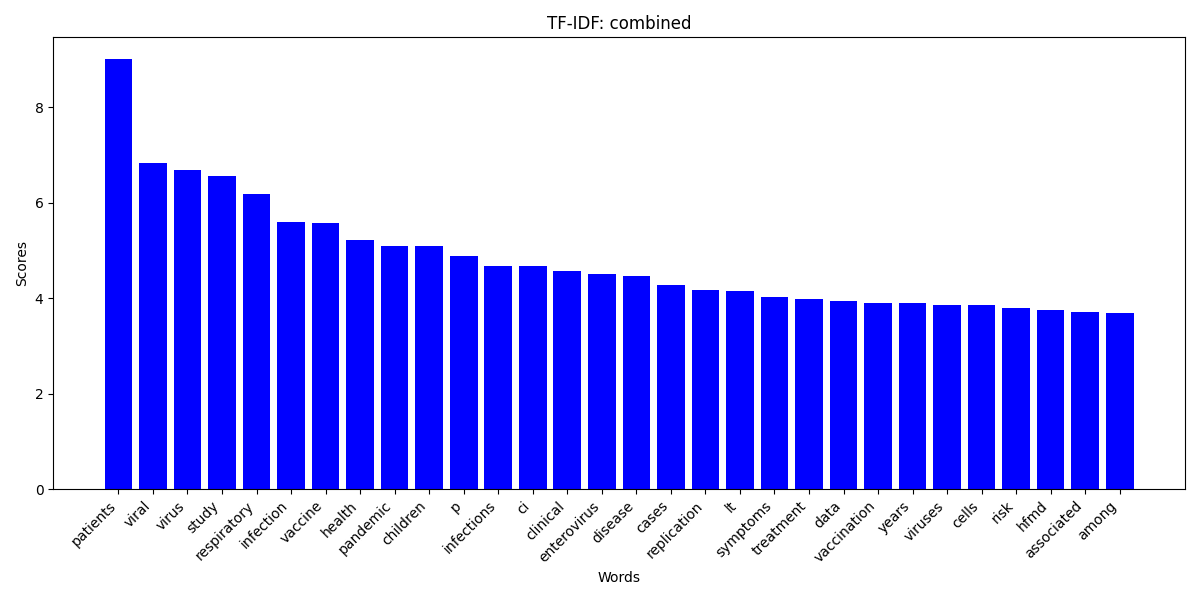 TF-IDF: combined
Scores
8
6
4
2
0
patients
viral
virus
study
respiratory
infection
vaccine
health
pandemic
children
p
infections
ci
clinical
enterovirus
disease
cases
replication
lt
symptoms
treatment
data
vaccination
years
viruses
cells
risk
hfmd
associated
among
Words